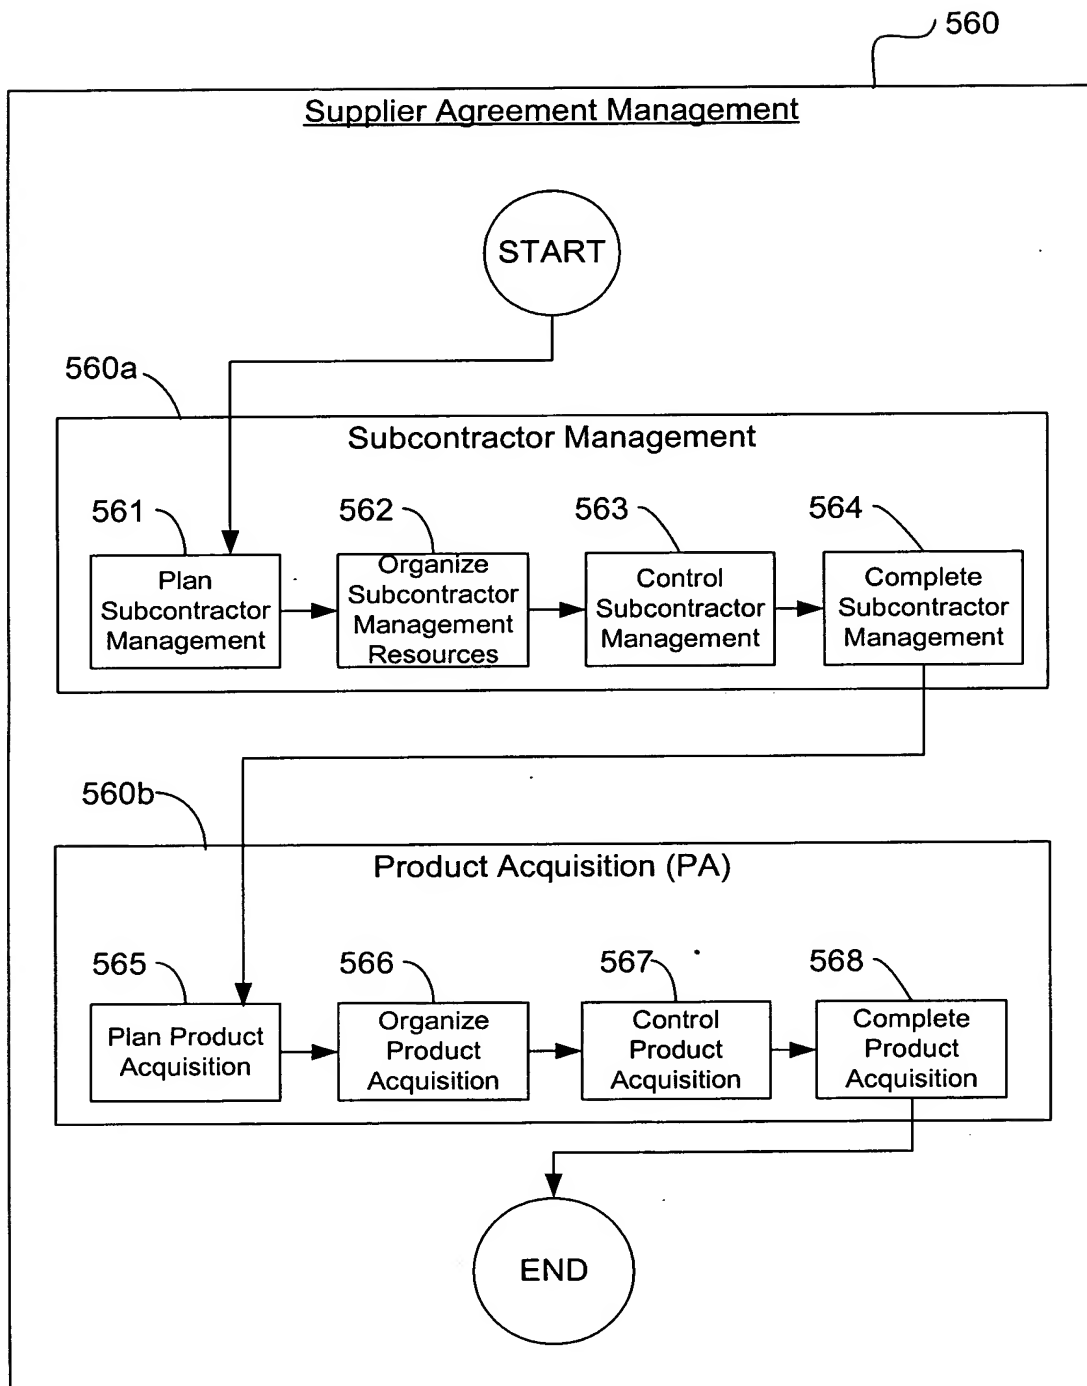 560
Supplier Agreement Management
START
560a
Subcontractor Management
561
562
563
564
Plan
Subcontractor
Management
Organize
Subcontractor
Management
Resources
Control
Subcontractor
Management
Complete
Subcontractor
Management
560b
Product Acquisition (PA)
565
566
567
568
Plan Product
Acquisition
Organize
Product
Acquisition
Control
Product
Acquisition
Complete
Product
Acquisition
END